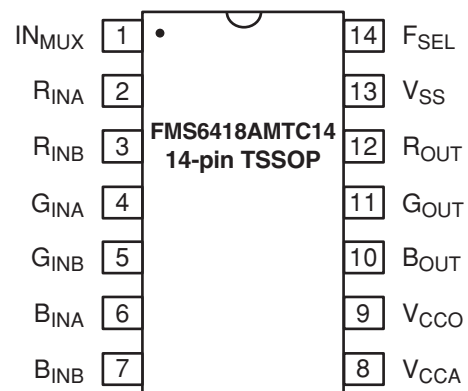 IN_MUX 1 14 F_SEL
R_INA 2 13 V_SS
FMS6418AMTC14
R_INB 3 12 R_OUT
14-pin TSSOP
G_INA 4 11 G_OUT
G_INB 5 10 B_OUT
B_INA 6 9 V_CCO
B_INB 7 8 V_CCA